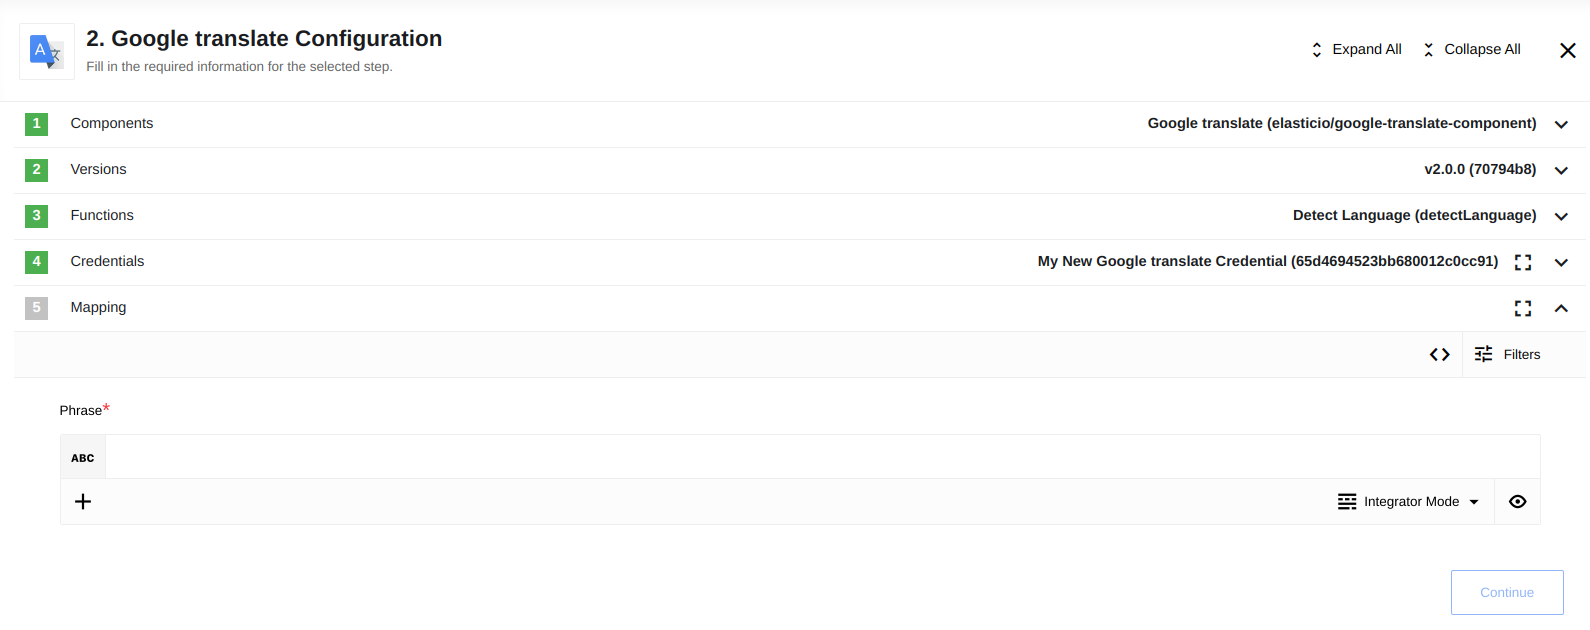 2. Google translate Configuration
Fill in the required information for the selected step.
Expand All
Collapse All
1 Components Google translate (elasticio/google-translate-component)
2 Versions v2.0.0 (70794b8)
3 Functions Detect Language (detectLanguage)
4 Credentials My New Google translate Credential (65d4694523bb680012c0cc91)
5 Mapping
Filters
Phrase*
ABC
Integrator Mode
Continue